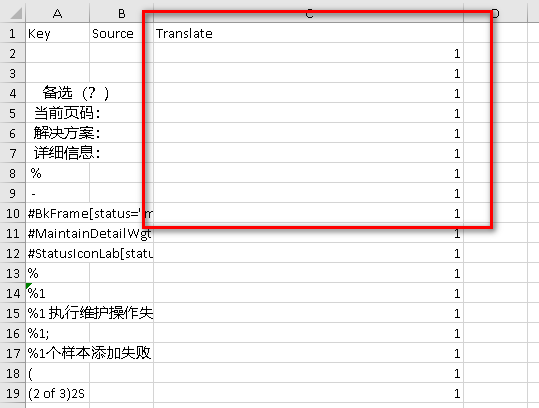 A B C D
1 Key Source Translate
2 1
3 1
4 备选（？） 1
5 当前页码： 1
6 解决方案： 1
7 详细信息： 1
8 % 1
9 - 1
10 #BkFrame[status="m 1
11 #MaintainDetailWgt 1
12 #StatusIconLab[statu 1
13 % 1
14 %1 1
15 %1 执行维护操作失 1
16 %1; 1
17 %1个样本添加失败 1
18 ( 1
19 (2 of 3)2S 1